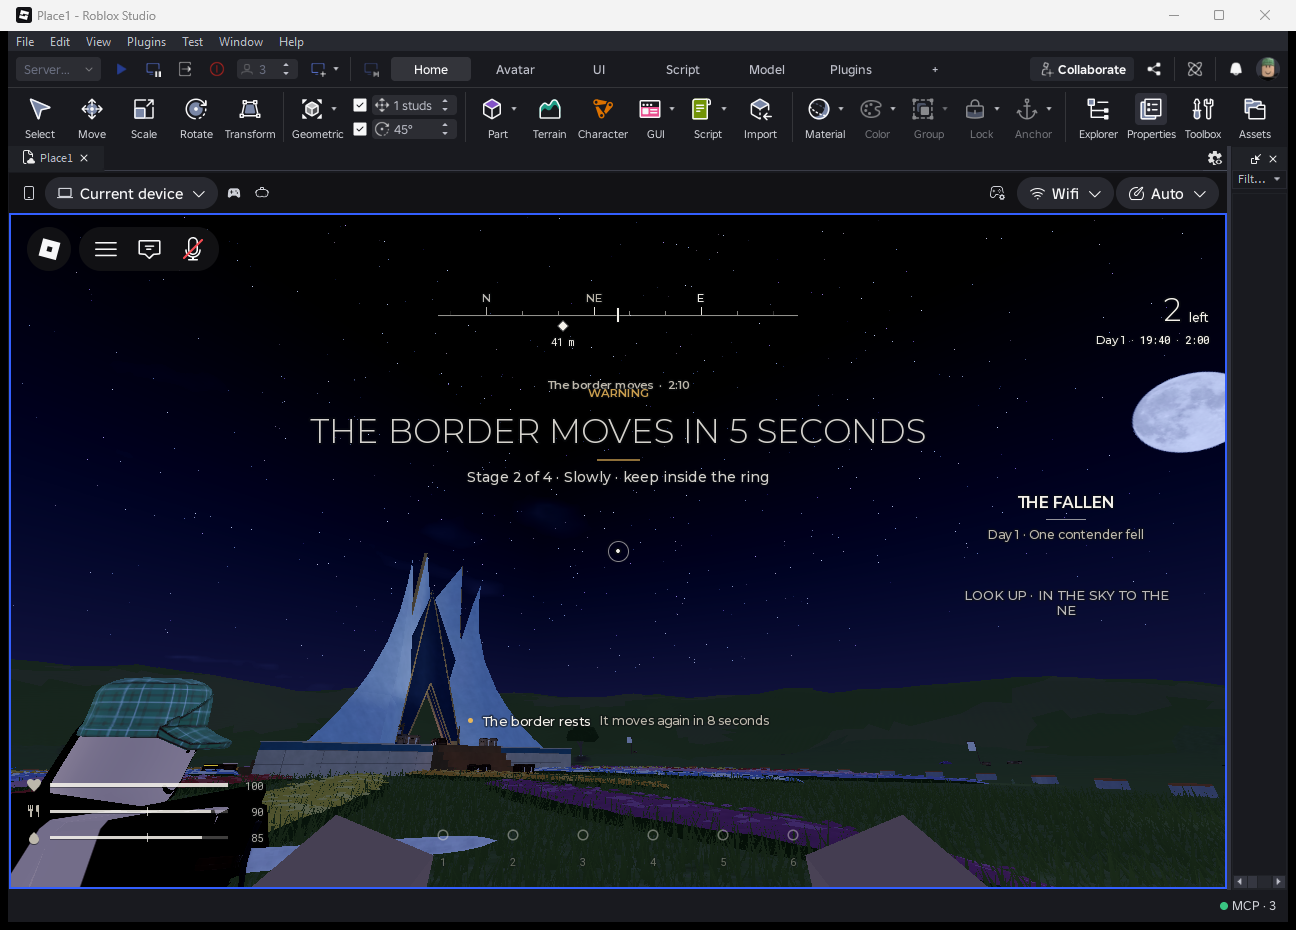 Place1 - Roblox Studio
File Edit View Plugins Test Window Help
Server... 3 Home Avatar UI Script Model Plugins + Collaborate
1 studs
45°
Select Move Scale Rotate Transform Geometric Part Terrain Character GUI Script Import Material Color Group Lock Anchor Explorer Properties Toolbox Assets
Place1
Filt...
Current device Wifi Auto
N NE E
41 m
2 left
Day 1 · 19:40 · 2:00
The border moves · 2:10
WARNING
THE BORDER MOVES IN 5 SECONDS
Stage 2 of 4 · Slowly · keep inside the ring
THE FALLEN
Day 1 · One contender fell
LOOK UP · IN THE SKY TO THE
NE
The border rests It moves again in 8 seconds
100
90
85
1 2 3 4 5 6
MCP · 3